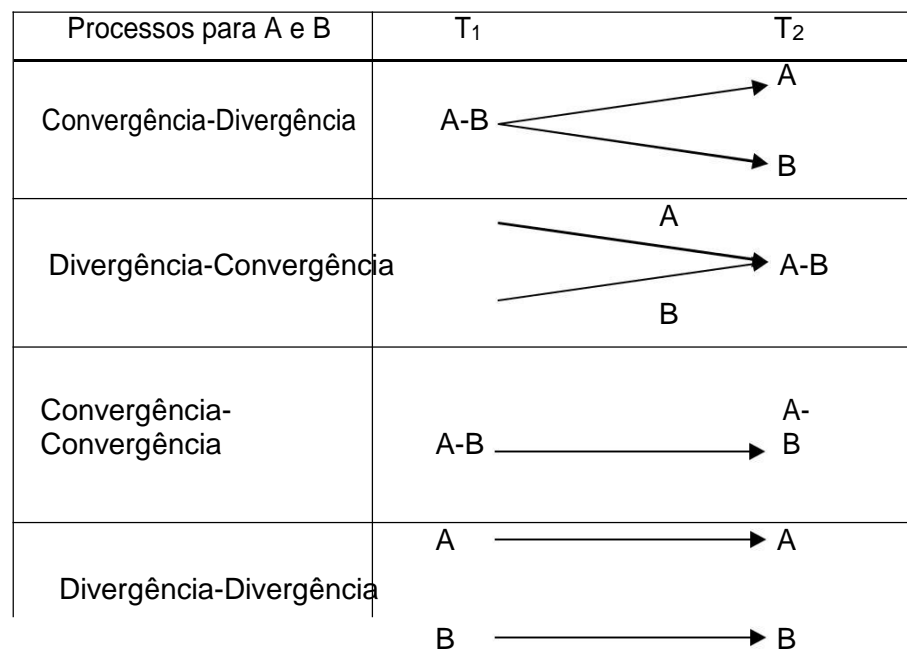 Processos para A e B T₁ T₂
A
Convergência-Divergência A-B
B
A
Divergência-Convergência A-B
B
Convergência-
Convergência A-B
A-
B
A A
Divergência-Divergência
B B